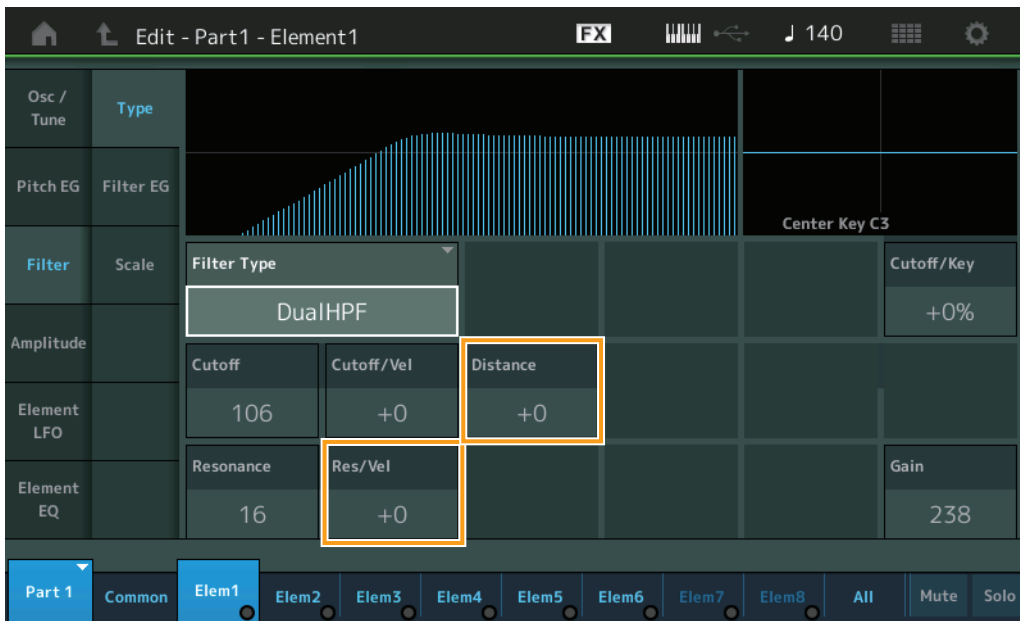 Edit - Part1 - Element1 FX ♩ 140
Osc / Tune
Type
Pitch EG
Filter EG
Center Key C3
Filter
Scale
Filter Type
DualHPF
Cutoff/Key
+0%
Amplitude
Cutoff
106
Cutoff/Vel
+0
Distance
+0
Element LFO
Resonance
16
Res/Vel
+0
Gain
238
Element EQ
Part 1 Common Elem1 Elem2 Elem3 Elem4 Elem5 Elem6 Elem7 Elem8 All Mute Solo